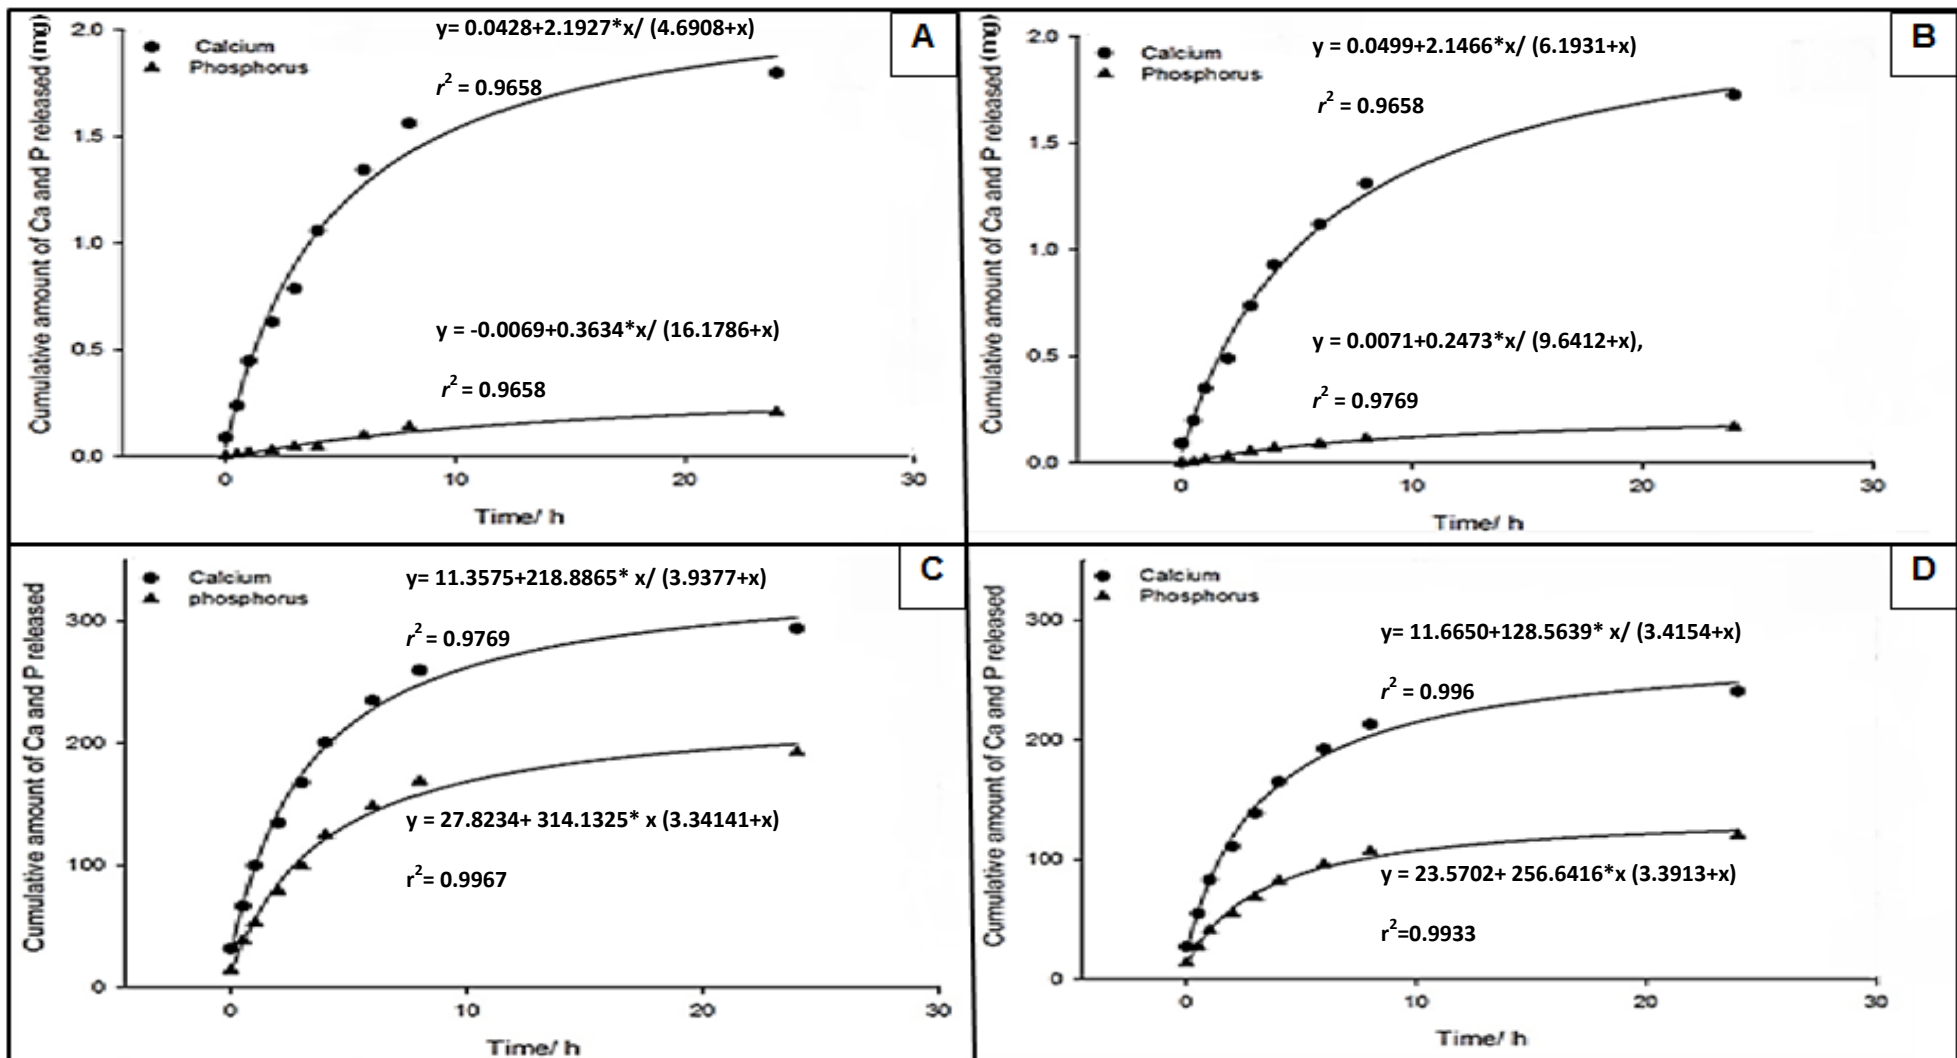 Cumulative amount of Ca and P released (mg)
2.0
1.5
1.0
0.5
0.0
Calcium
Phosphorus
y= 0.0428+2.1927*x/ (4.6908+x)
r² = 0.9658
A
y = -0.0069+0.3634*x/ (16.1786+x)
r² = 0.9658
0 10 20 30
Time/ h
Cumulative amount of Ca and P released (mg)
2.0
1.5
1.0
0.5
0.0
Calcium
Phosphorus
y = 0.0499+2.1466*x/ (6.1931+x)
r² = 0.9658
B
y = 0.0071+0.2473*x/ (9.6412+x),
r² = 0.9769
0 10 20 30
Time/ h
Cumulative amount of Ca and P released
300
200
100
0
Calcium
phosphorus
y= 11.3575+218.8865* x/ (3.9377+x)
r² = 0.9769
C
y = 27.8234+ 314.1325* x (3.34141+x)
r²= 0.9967
0 10 20 30
Time/ h
Cumulative amount of Ca and P released
300
200
100
0
Calcium
Phosphorus
D
y= 11.6650+128.5639* x/ (3.4154+x)
r² = 0.996
y = 23.5702+ 256.6416*x (3.3913+x)
r²=0.9933
0 10 20 30
Time/ h